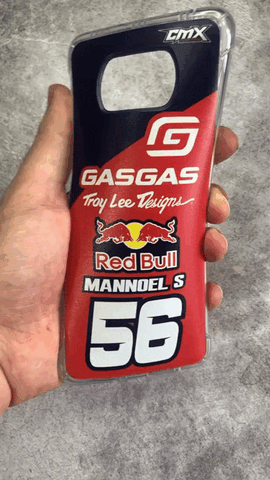 CMX
G
GASGAS
Troy Lee Designs
Red Bull
MANNOEL S
56